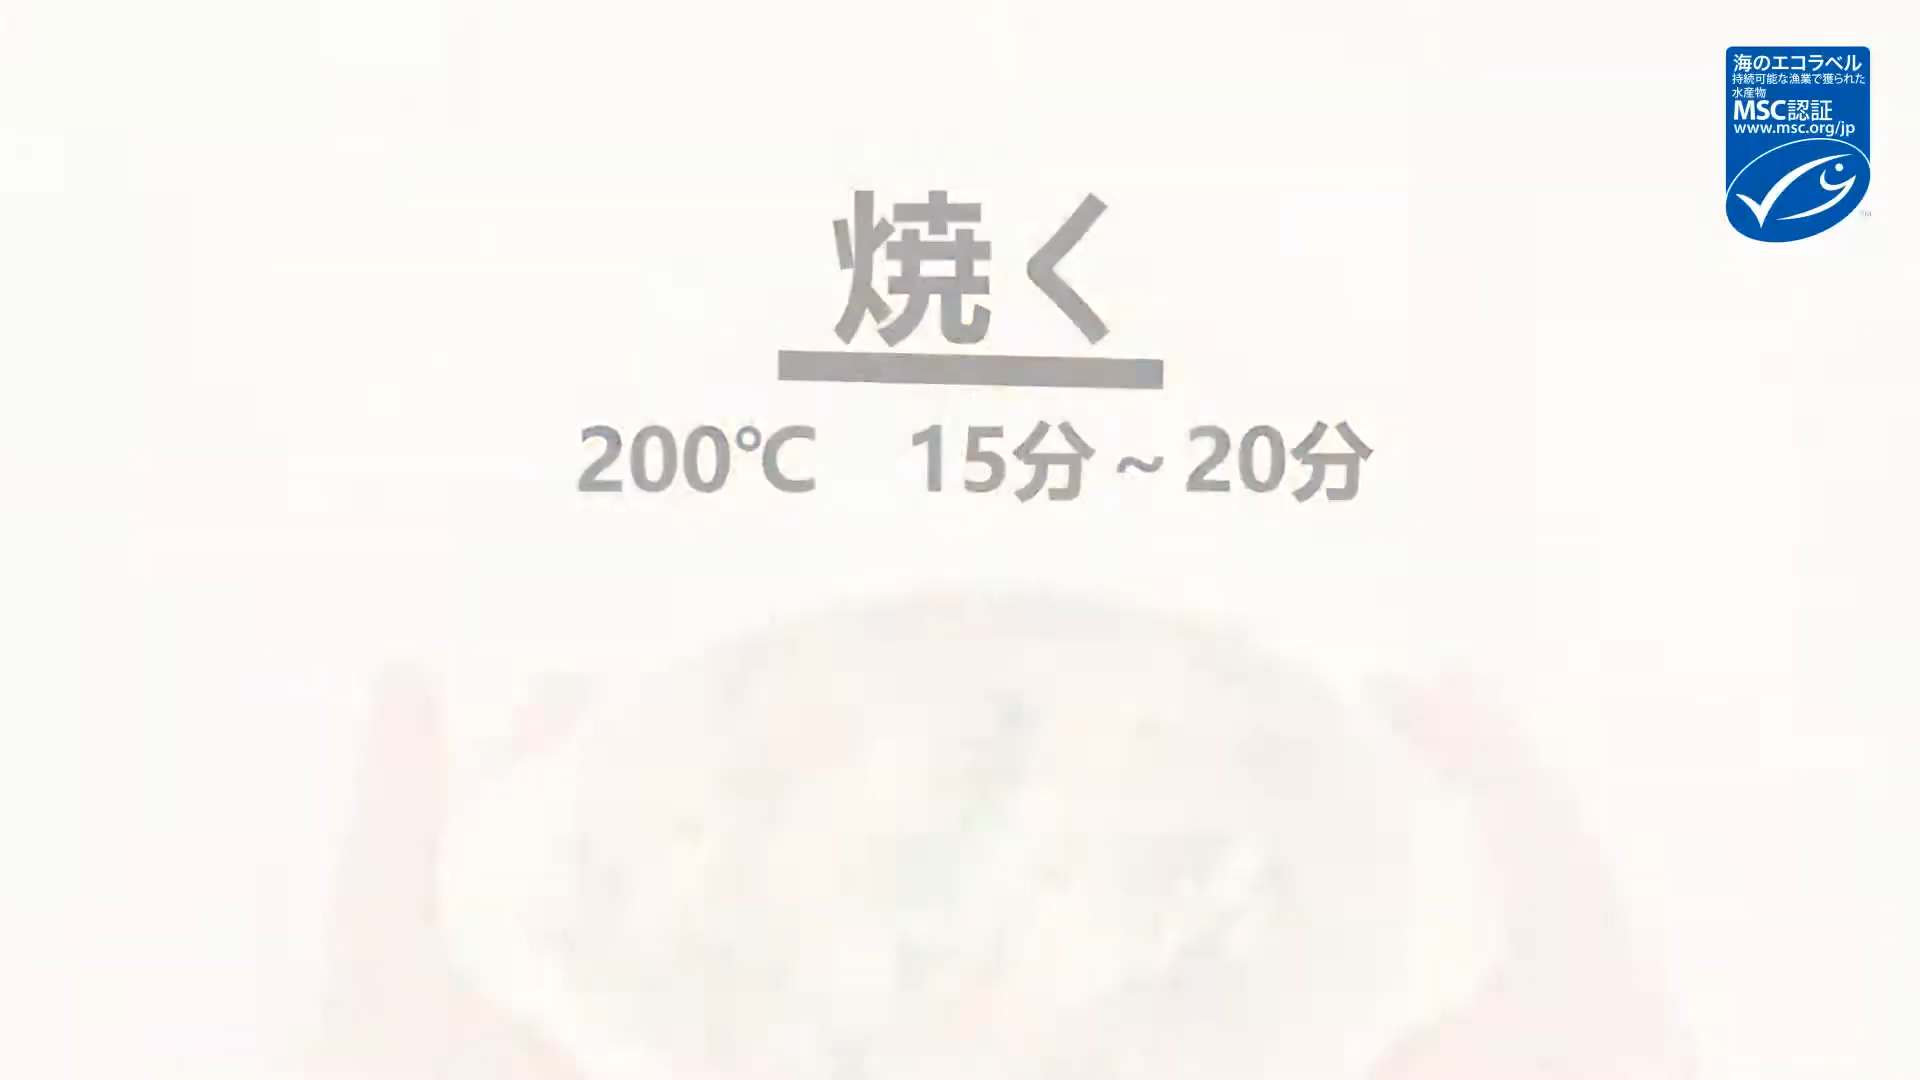 海のエコラベル
持続可能な漁業で獲られた
水産物
MSC認証
www.msc.org/jp
TM
焼く
200℃ 15分~20分